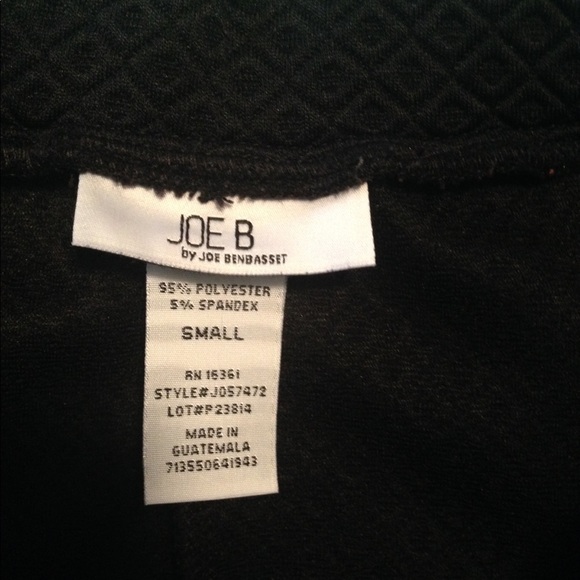 JOE B
by JOE BENBASSET
95% POLYESTER
5% SPANDEX
SMALL
RN 16361
STYLE#J057472
LOT#P23814
MADE IN
GUATEMALA
713550641943